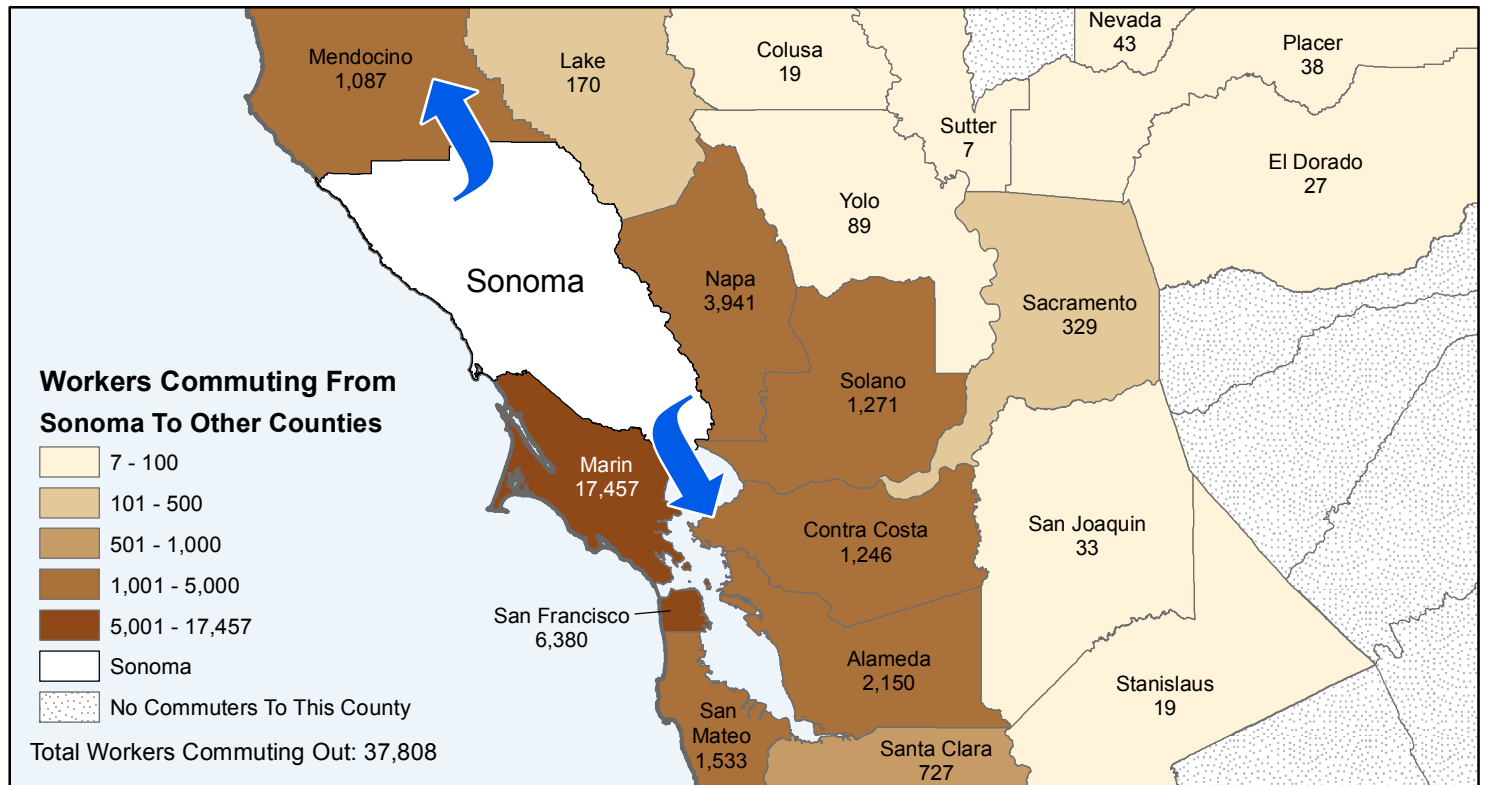 Nevada
43
Placer
38
Mendocino
1,087
Lake
170
Colusa
19
Sutter
7
El Dorado
27
Yolo
89
Sonoma
Napa
3,941
Sacramento
329
Solano
1,271
Marin
17,457
Contra Costa
1,246
San Joaquin
33
San Francisco
6,380
Alameda
2,150
Stanislaus
19
San
Mateo
1,533
Santa Clara
727
Workers Commuting From
Sonoma To Other Counties
7 - 100
101 - 500
501 - 1,000
1,001 - 5,000
5,001 - 17,457
Sonoma
No Commuters To This County
Total Workers Commuting Out: 37,808